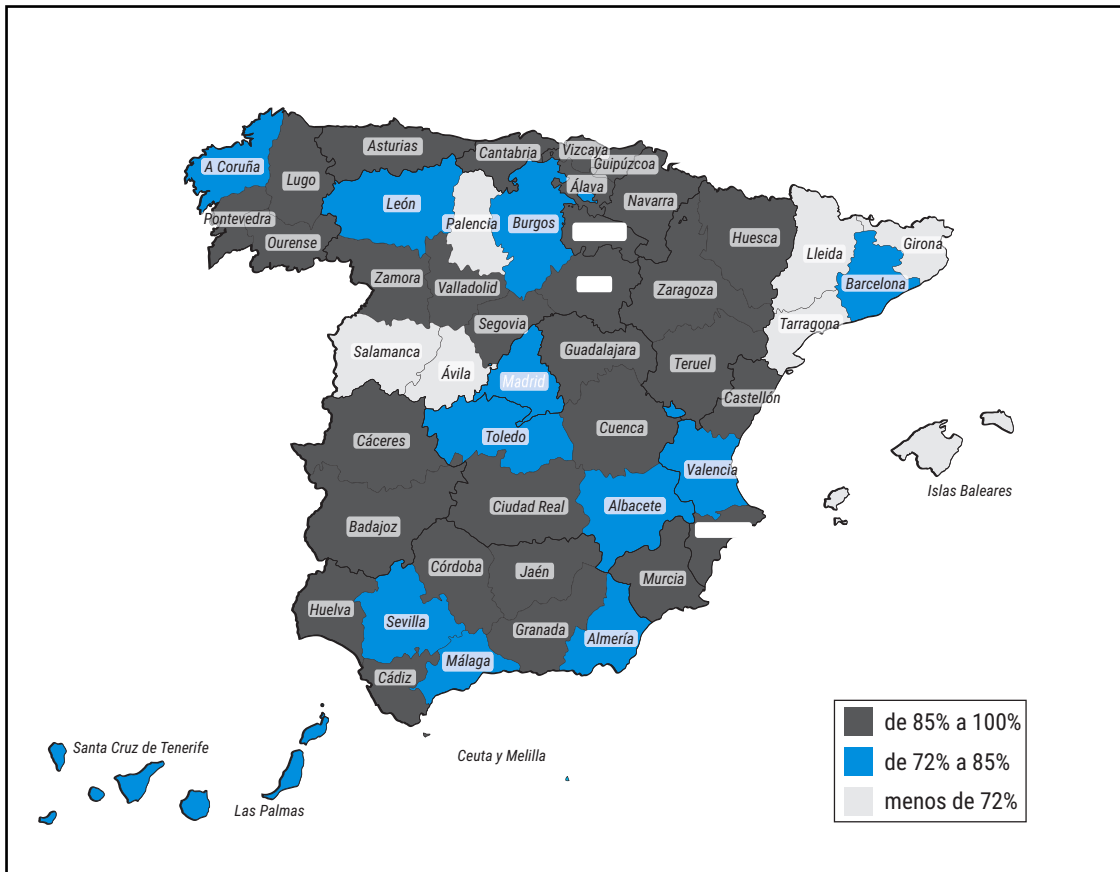 Asturias
Cantabria
Vizcaya
Guipúzcoa
A Coruña
Lugo
Álava
León
Navarra
Pontevedra
Palencia
Burgos
Ourense
Huesca
Girona
Lleida
Zamora
Valladolid
Zaragoza
Barcelona
Segovia
Tarragona
Salamanca
Guadalajara
Ávila
Madrid
Teruel
Castellón
Cáceres
Toledo
Cuenca
Valencia
Islas Baleares
Badajoz
Ciudad Real
Albacete
Córdoba
Jaén
Murcia
Huelva
Sevilla
Granada
Almería
Málaga
Cádiz
Santa Cruz de Tenerife
Ceuta y Melilla
Las Palmas
de 85% a 100%
de 72% a 85%
menos de 72%